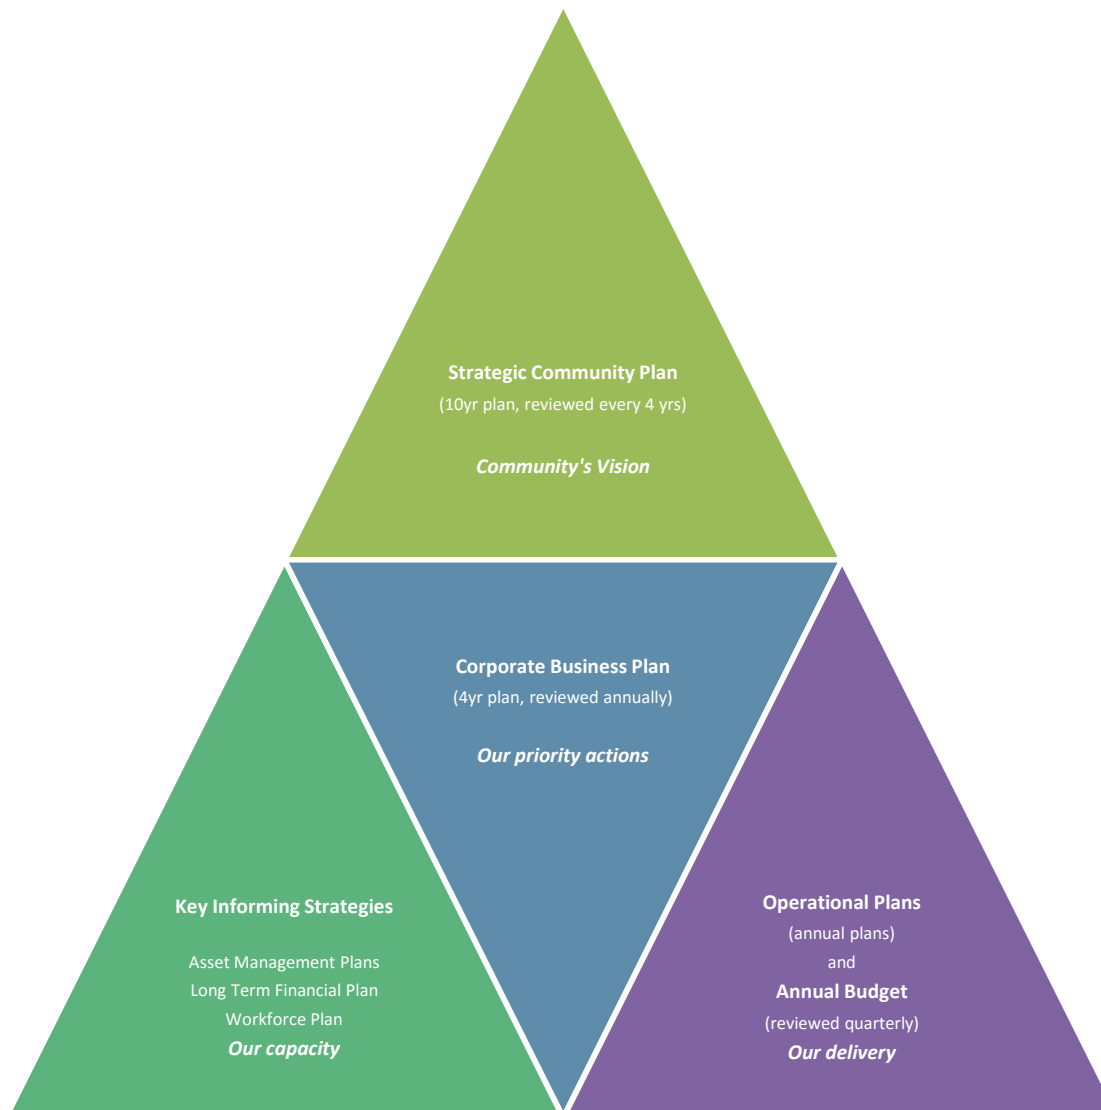 Strategic Community Plan
(10yr plan, reviewed every 4 yrs)
Community's Vision
Corporate Business Plan
(4yr plan, reviewed annually)
Our priority actions
Key Informing Strategies
Asset Management Plans
Long Term Financial Plan
Workforce Plan
Our capacity
Operational Plans
(annual plans)
and
Annual Budget
(reviewed quarterly)
Our delivery